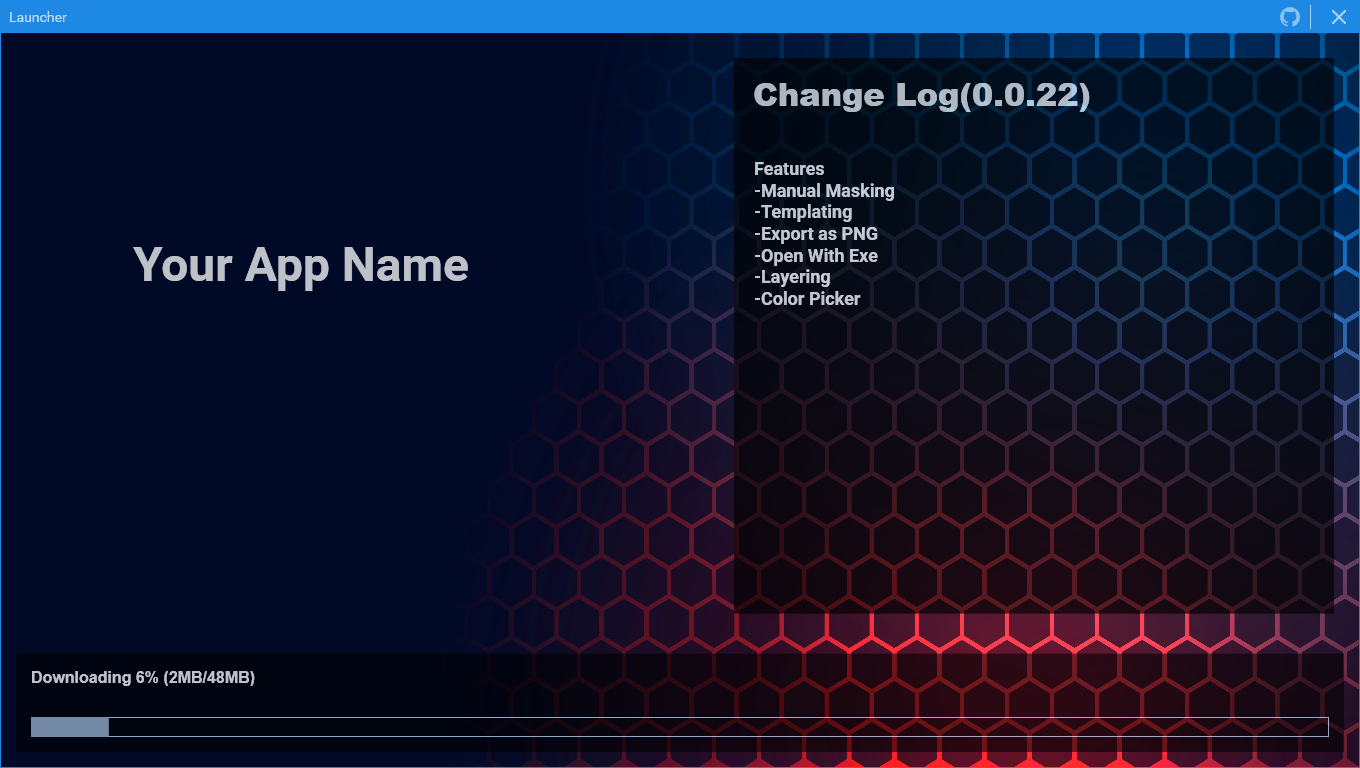 Launcher
Change Log(0.0.22)
Features
-Manual Masking
-Templating
-Export as PNG
-Open With Exe
-Layering
-Color Picker
Your App Name
Downloading 6% (2MB/48MB)